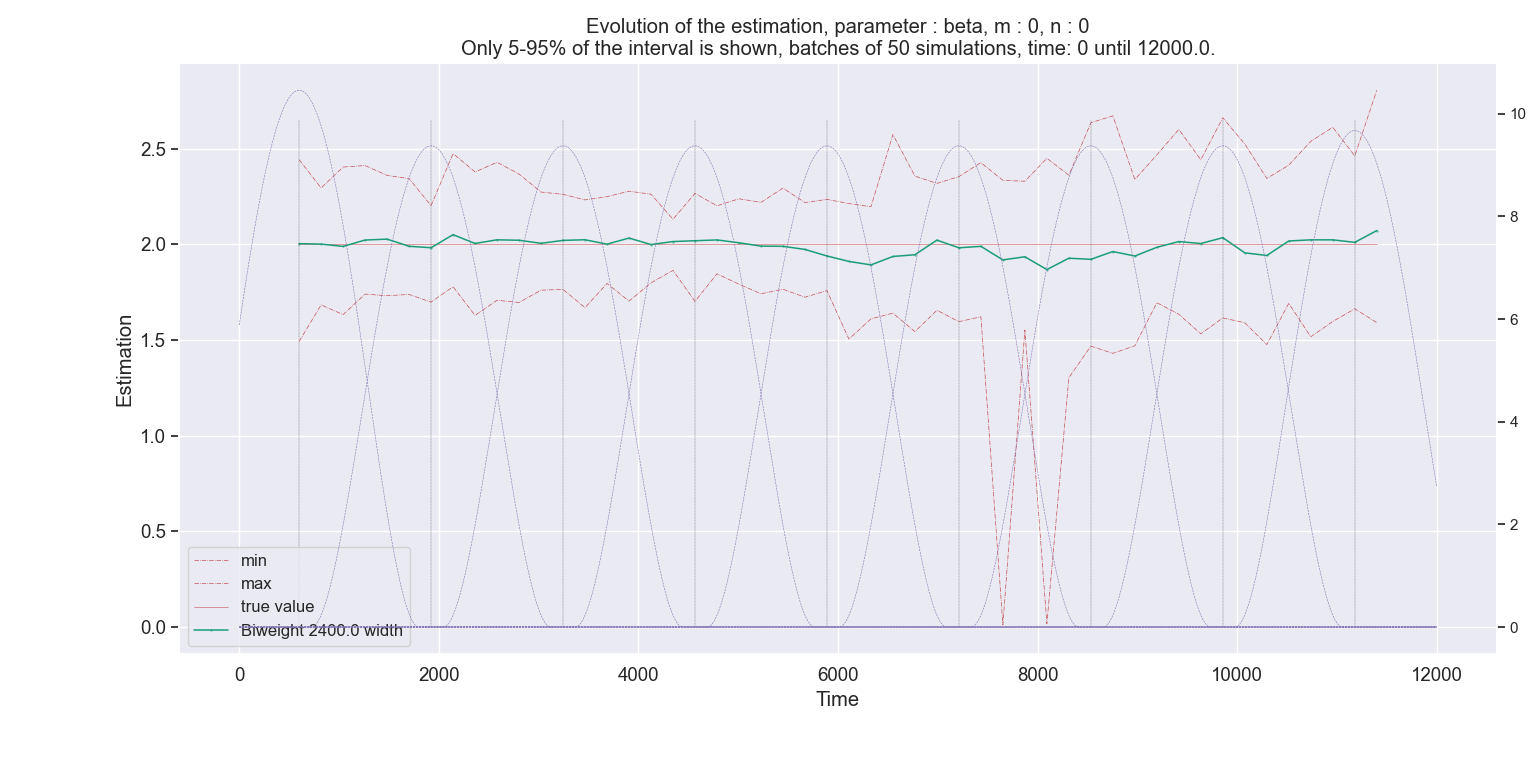 Evolution of the estimation, parameter : beta, m : 0, n : 0
Only 5-95% of the interval is shown, batches of 50 simulations, time: 0 until 12000.0.
Estimation
2.5
2.0
1.5
1.0
0.5
0.0
10
8
6
4
2
0
min
max
true value
Biweight 2400.0 width
0 2000 4000 6000 8000 10000 12000
Time